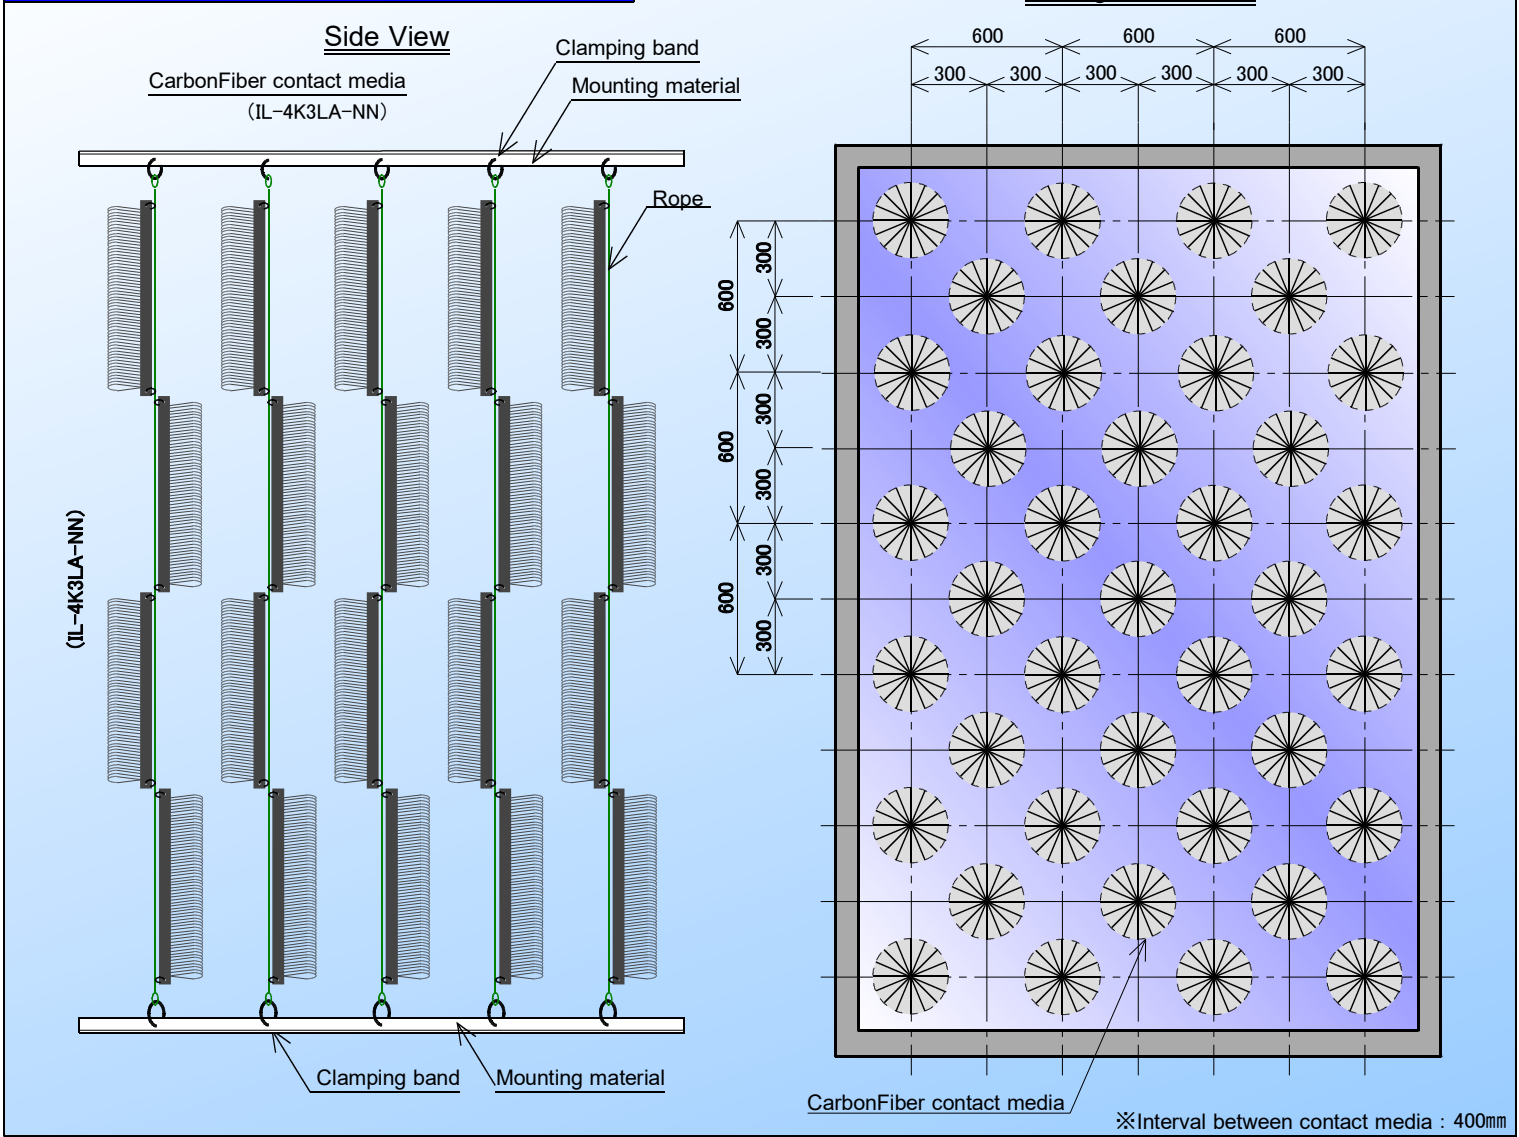 Side View
CarbonFiber contact media
(IL-4K3LA-NN)
Clamping band
Mounting material
Rope
(IL-4K3LA-NN)
Clamping band
Mounting material
600
600
600
300
300
300
300
300
300
600
600
600
300
300
300
300
300
300
CarbonFiber contact media
※Interval between contact media : 400mm